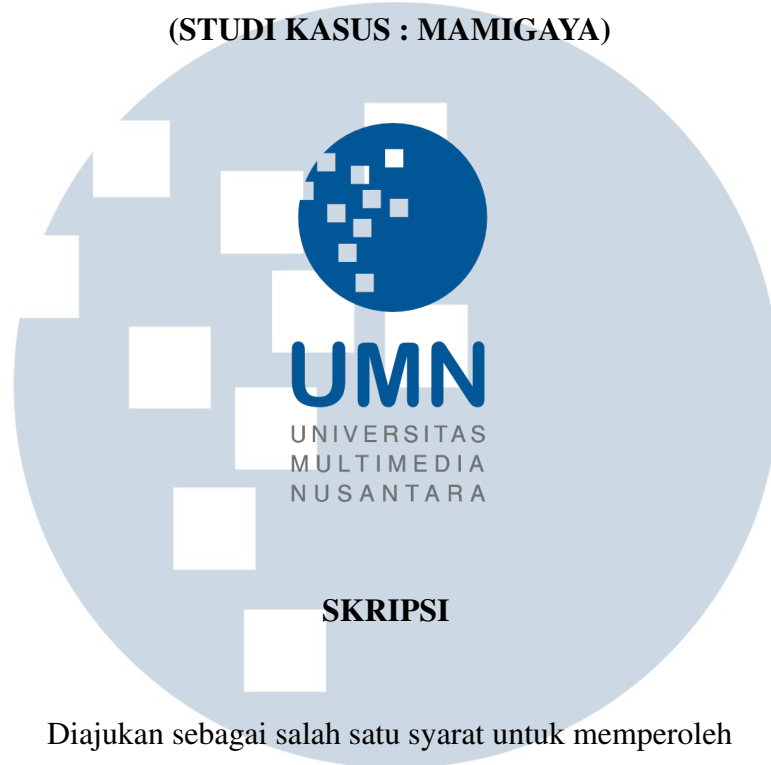 (STUDI KASUS : MAMIGAYA)
UMN
UNIVERSITAS
MULTIMEDIA
NUSANTARA
SKRIPSI
Diajukan sebagai salah satu syarat untuk memperoleh